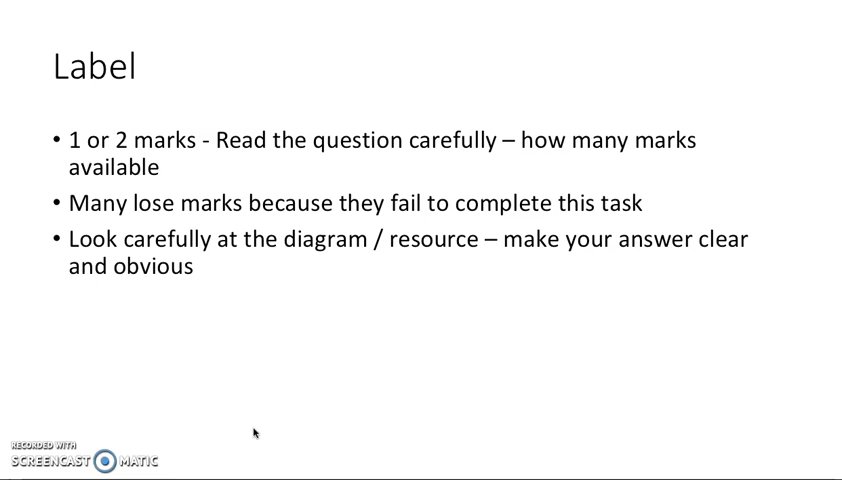 Label
• 1 or 2 marks - Read the question carefully – how many marks
available
• Many lose marks because they fail to complete this task
• Look carefully at the diagram / resource – make your answer clear
and obvious
RECORDED WITH
SCREENCAST MATIC